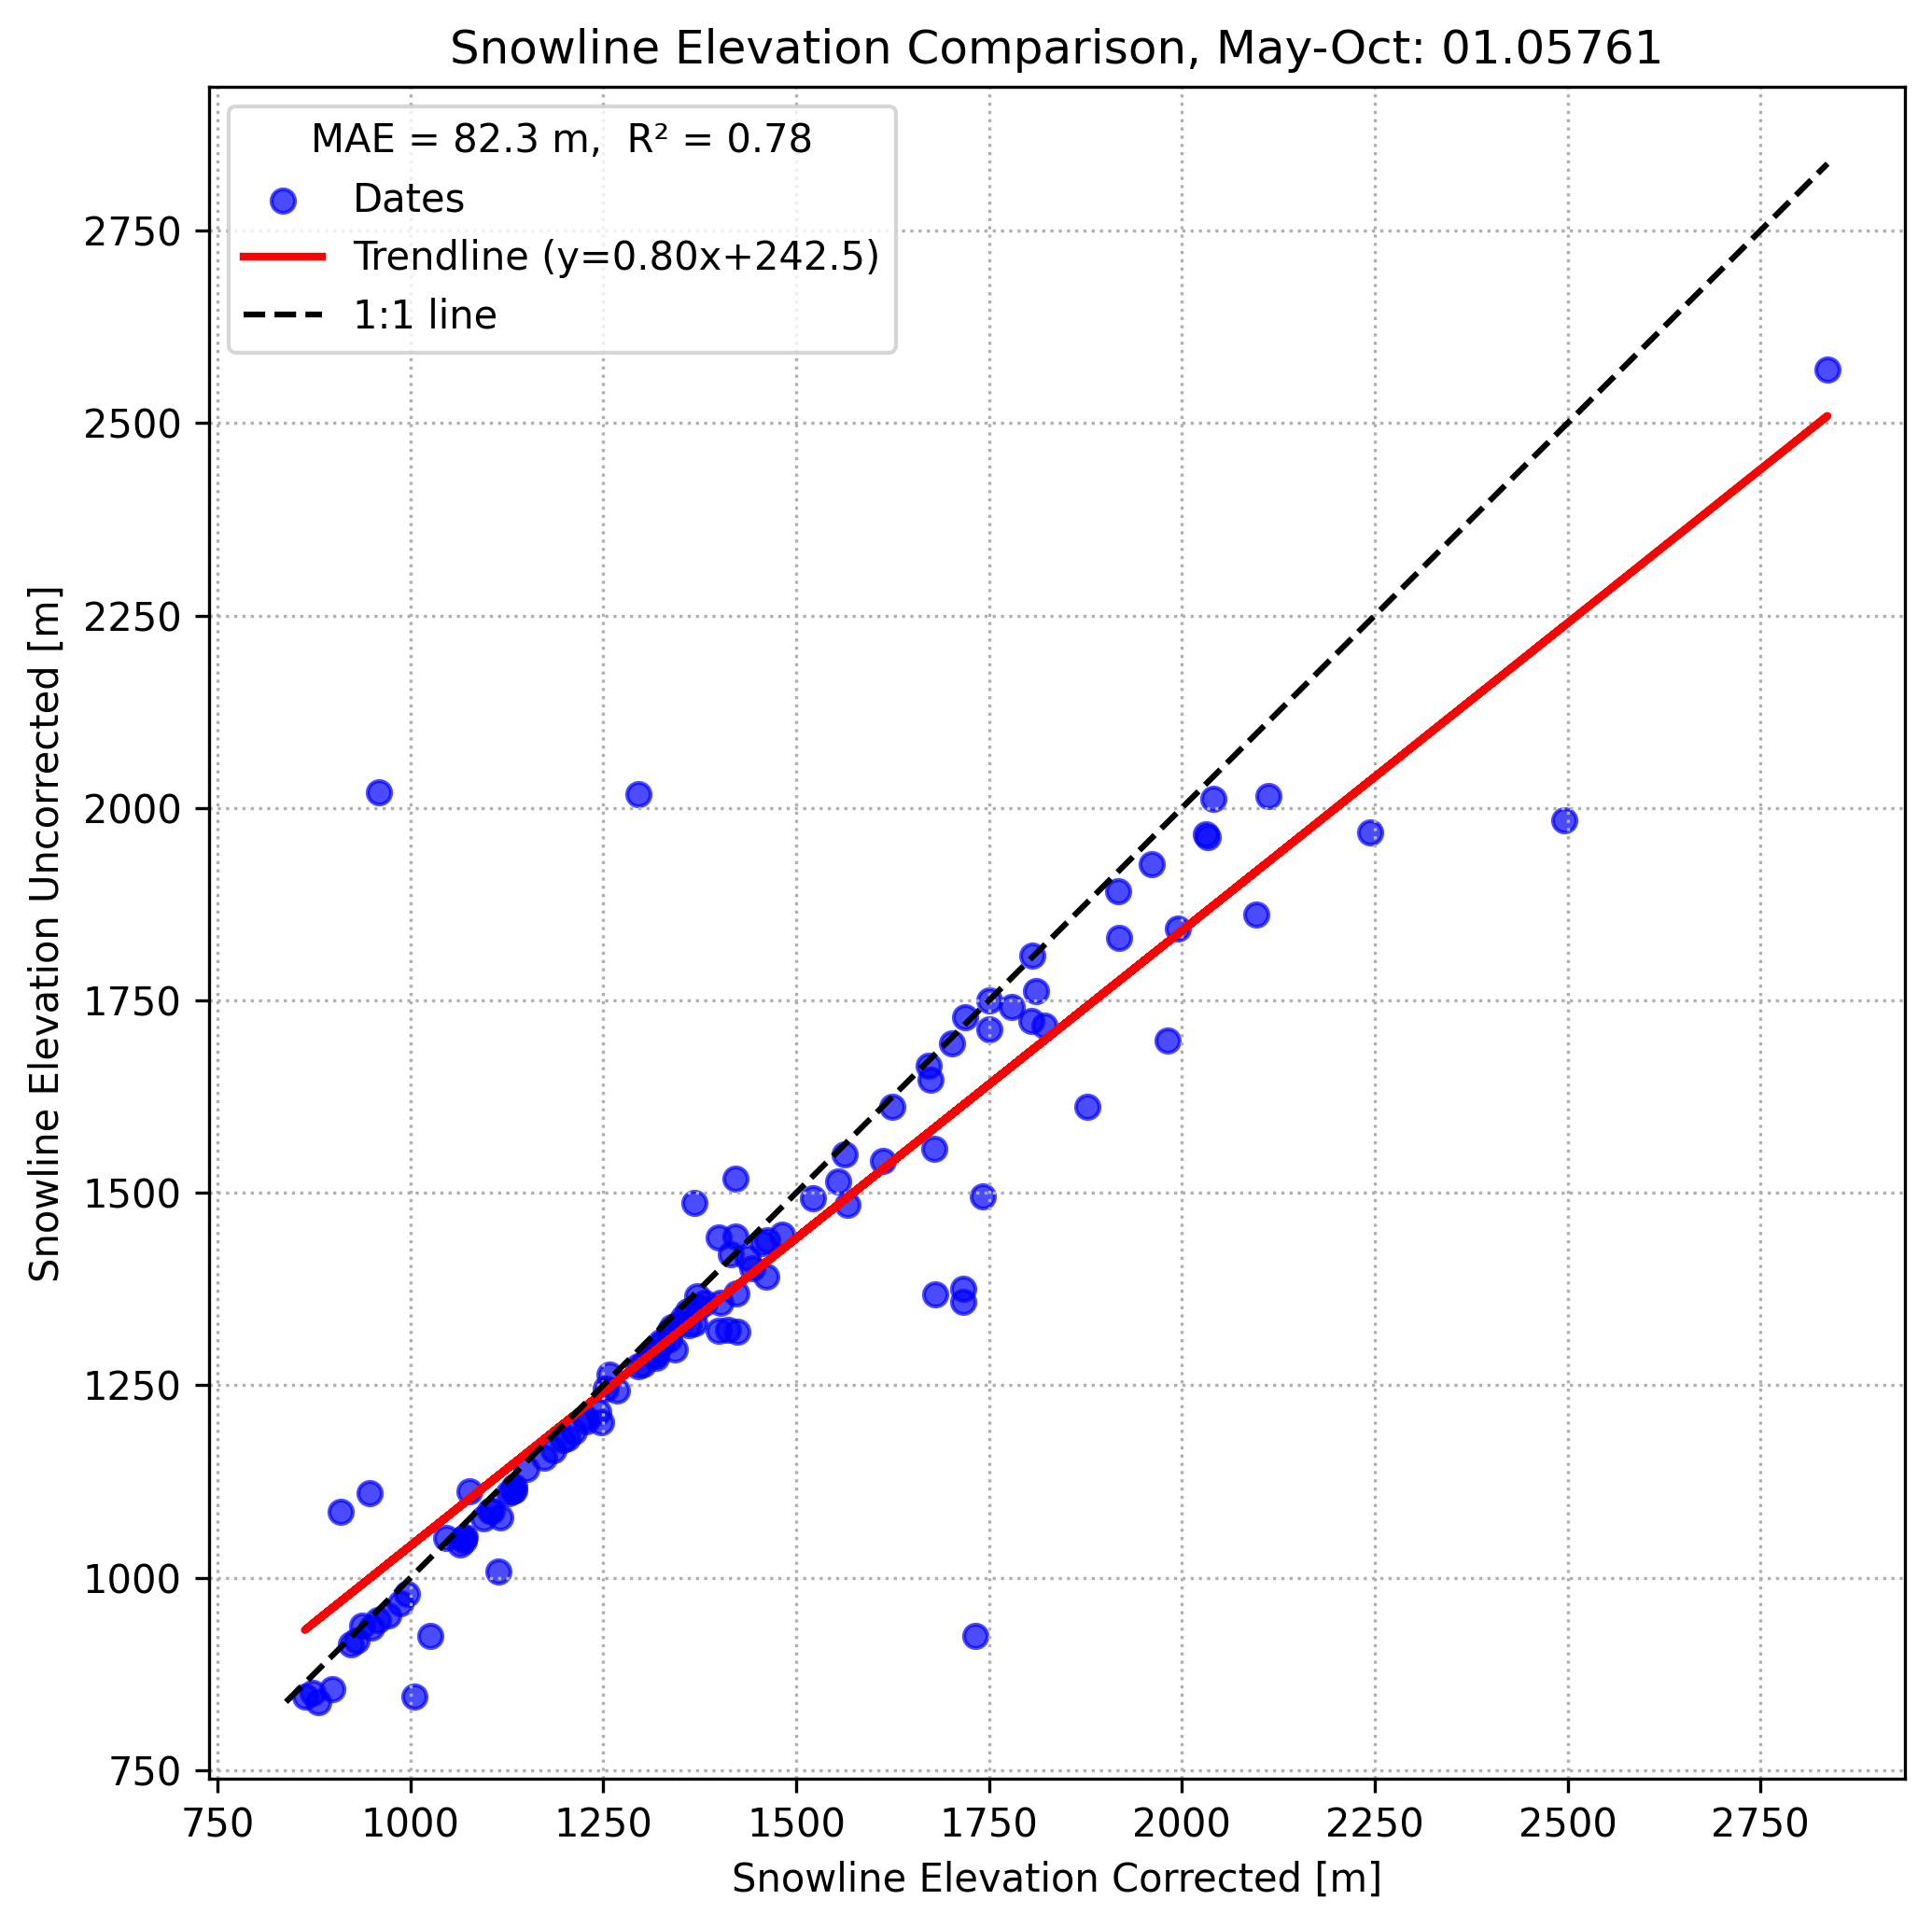 Snowline Elevation Comparison, May-Oct: 01.05761
MAE = 82.3 m,  R² = 0.78
Dates
Trendline (y=0.80x+242.5)
1:1 line
Snowline Elevation Uncorrected [m]
2750
2500
2250
2000
1750
1500
1250
1000
750
750 1000 1250 1500 1750 2000 2250 2500 2750
Snowline Elevation Corrected [m]